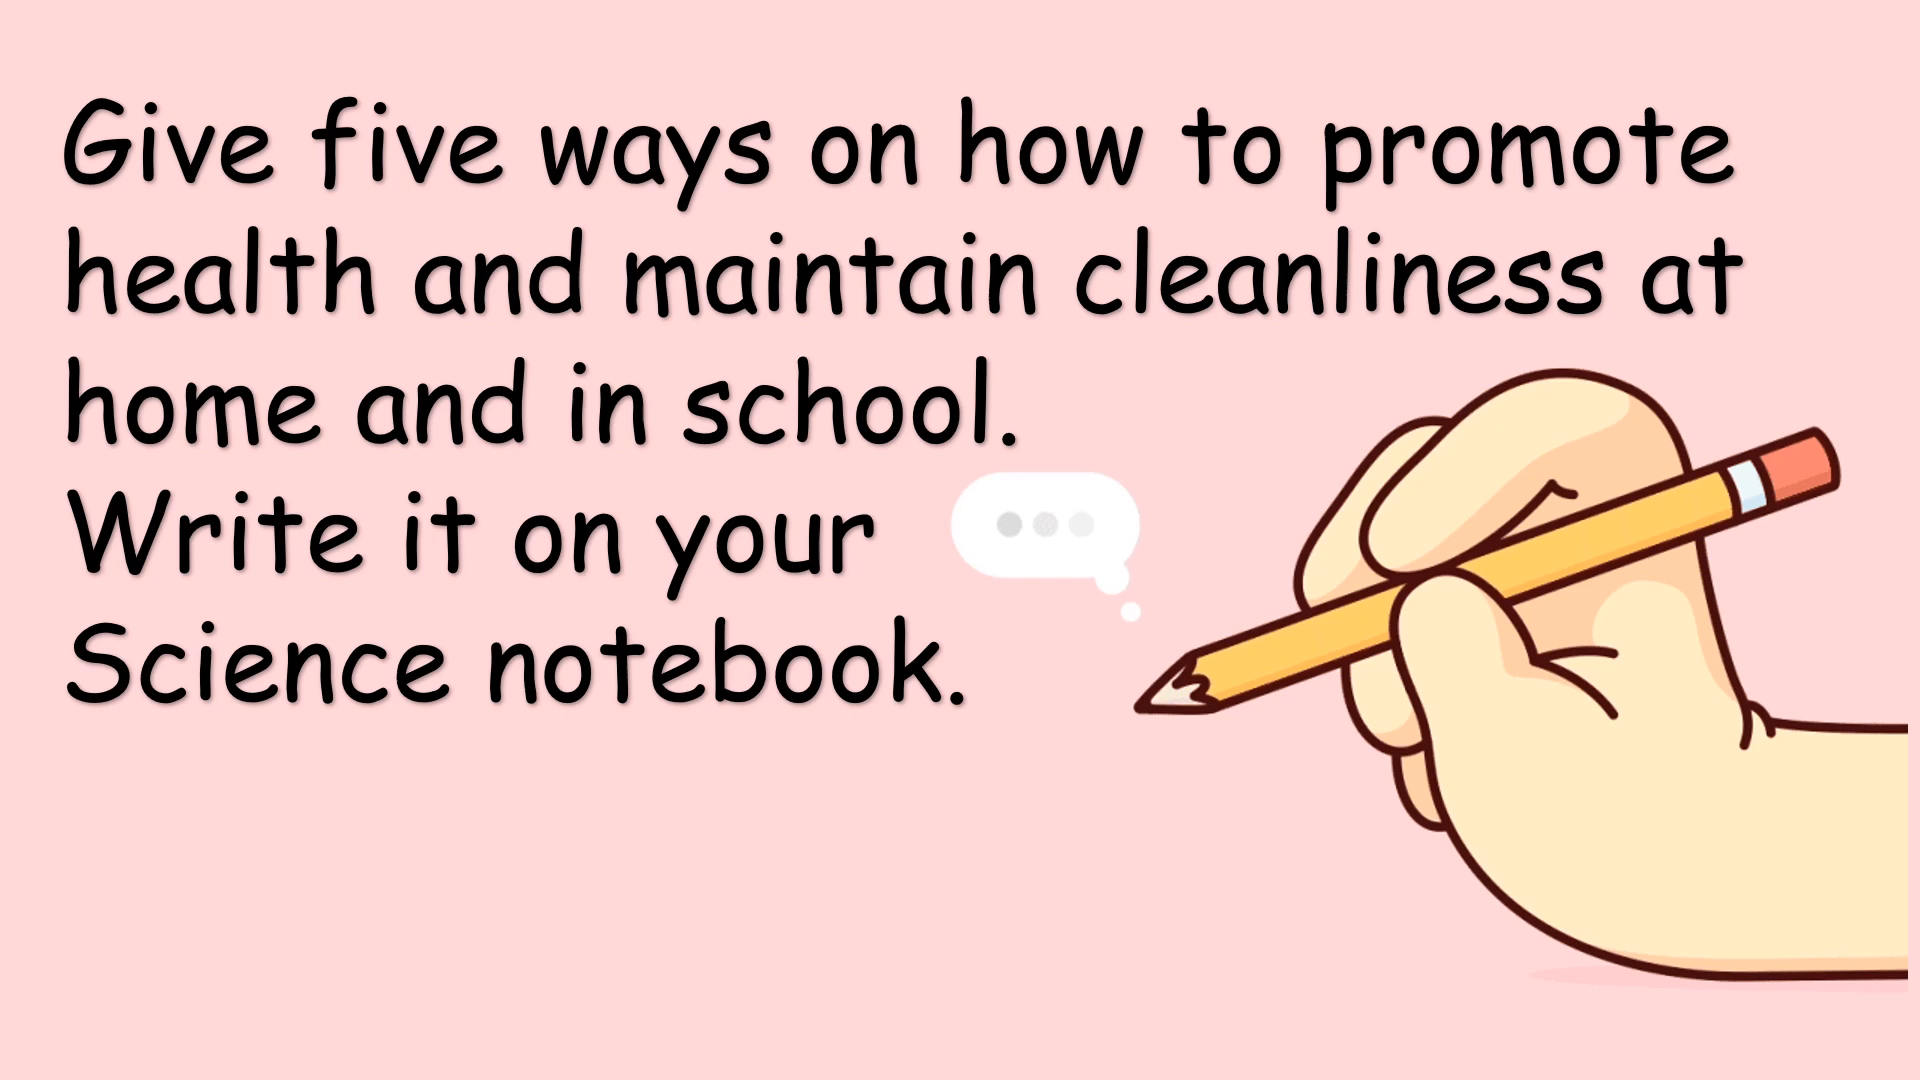 Give five ways on how to promote
health and maintain cleanliness at
home and in school.
Write it on your
Science notebook.